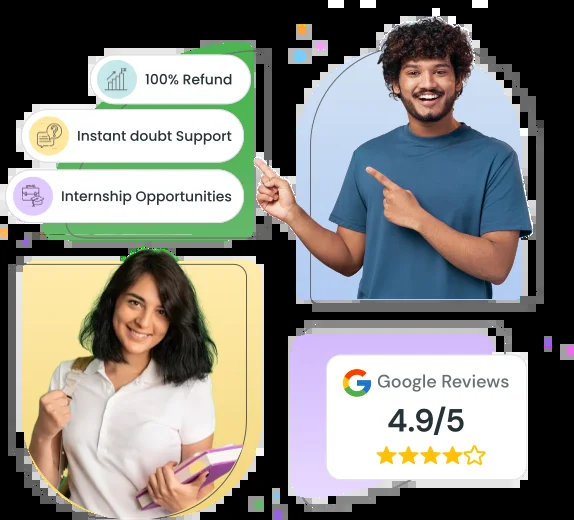 100% Refund
Instant doubt Support
Internship Opportunities
Google Reviews
4.9/5